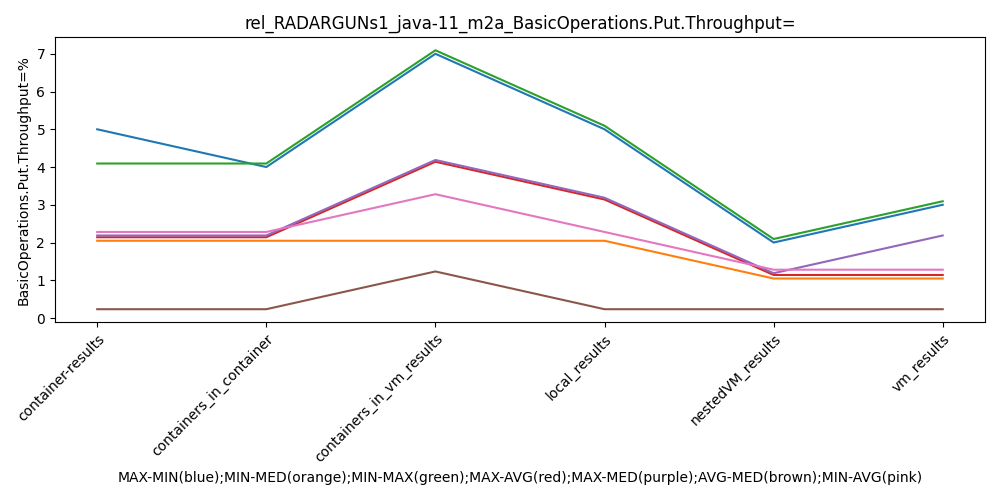 rel_RADARGUNs1_java-11_m2a_BasicOperations.Put.Throughput=
BasicOperations.Put.Throughput=%
7
6
5
4
3
2
1
0
container-results
containers_in_container
containers_in_vm_results
local_results
nestedVM_results
vm_results
MAX-MIN(blue);MIN-MED(orange);MIN-MAX(green);MAX-AVG(red);MAX-MED(purple);AVG-MED(brown);MIN-AVG(pink)